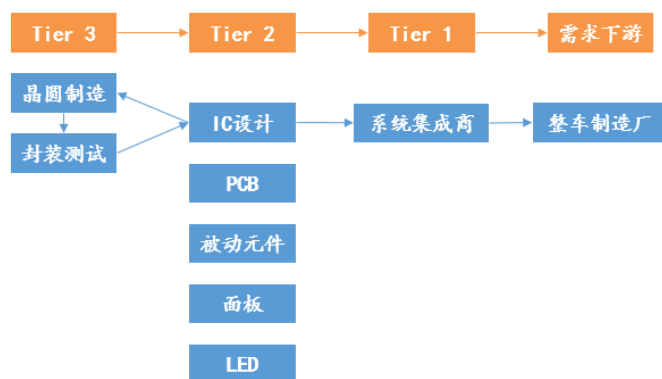 Tier 3
Tier 2
Tier 1
需求下游
晶圆制造
IC设计
系统集成商
整车制造厂
封装测试
PCB
被动元件
面板
LED